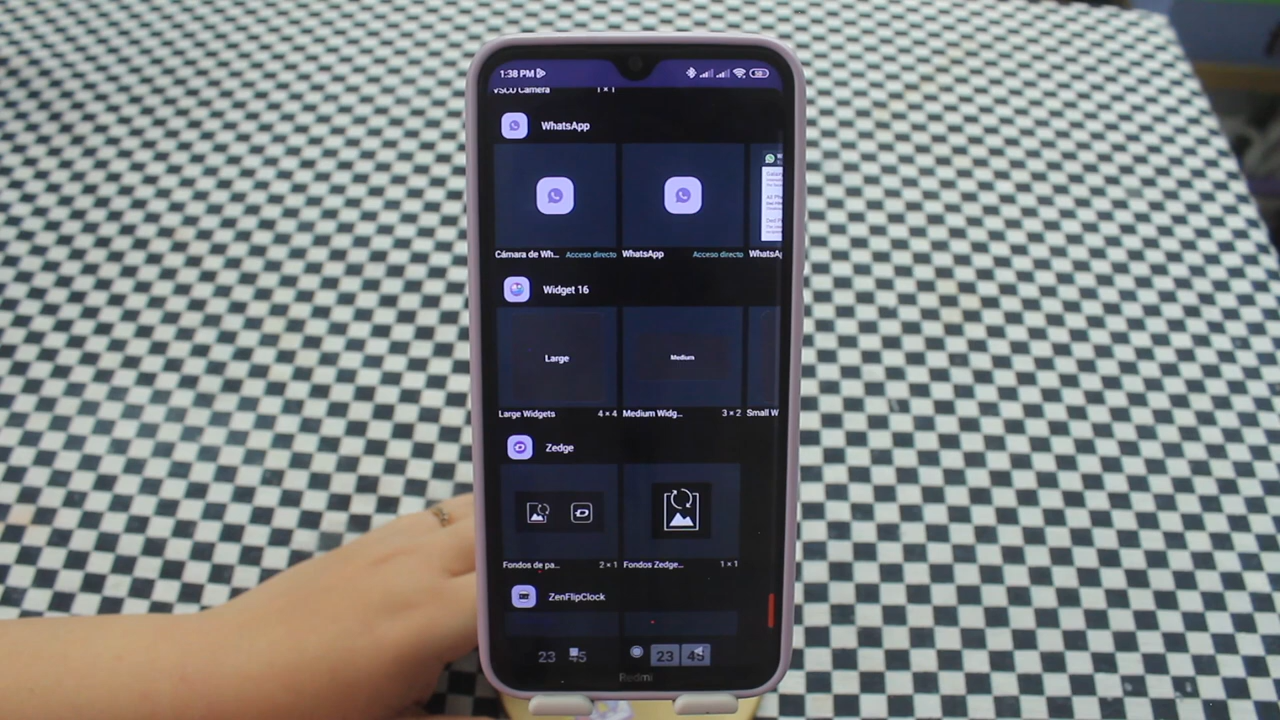 1:38 PM
VSCO Camera 1 × 1
WhatsApp
Cámara de Wh... Acceso directo WhatsApp Acceso directo WhatsAp
Widget 16
Large Medium
Large Widgets 4 × 4 Medium Widg... 3 × 2 Small W
Zedge
Fondos de pa... 2 × 1 Fondos Zedge... 1 × 1
ZenFlipClock
23 45 23 45
Redmi